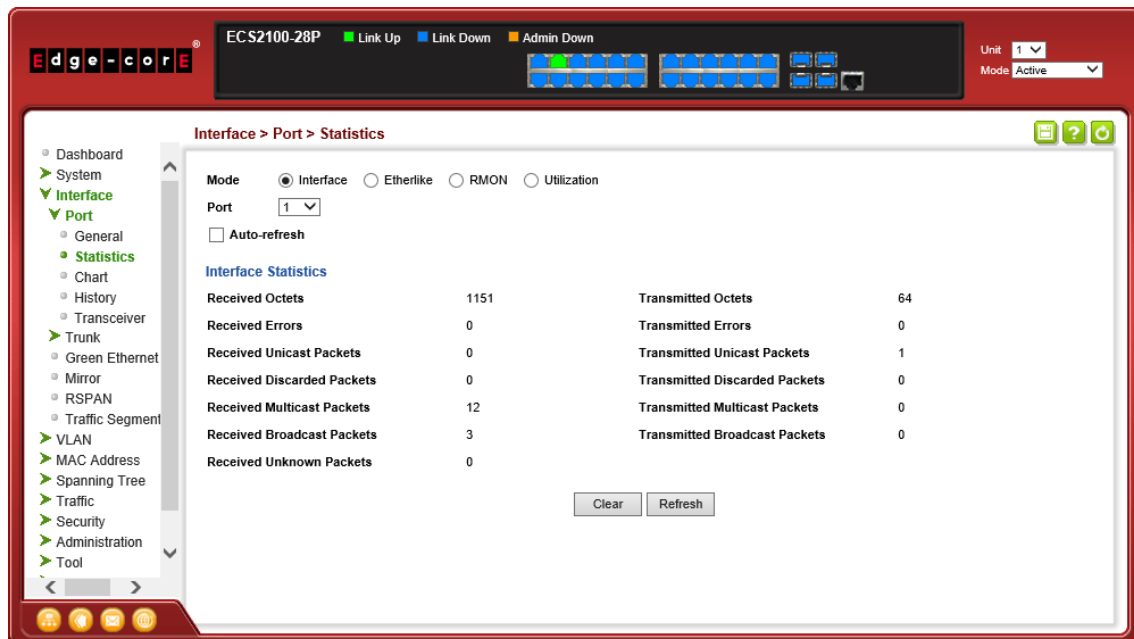 Edge-corE®
ECS2100-28P Link Up Link Down Admin Down
Unit 1
Mode Active
Interface > Port > Statistics
Dashboard
System
Interface
Port
General
Statistics
Chart
History
Transceiver
Trunk
Green Ethernet
Mirror
RSPAN
Traffic Segment
VLAN
MAC Address
Spanning Tree
Traffic
Security
Administration
Tool
Mode Interface Etherlike RMON Utilization
Port 1
Auto-refresh
Interface Statistics
Received Octets 1151 Transmitted Octets 64
Received Errors 0 Transmitted Errors 0
Received Unicast Packets 0 Transmitted Unicast Packets 1
Received Discarded Packets 0 Transmitted Discarded Packets 0
Received Multicast Packets 12 Transmitted Multicast Packets 0
Received Broadcast Packets 3 Transmitted Broadcast Packets 0
Received Unknown Packets 0
Clear Refresh